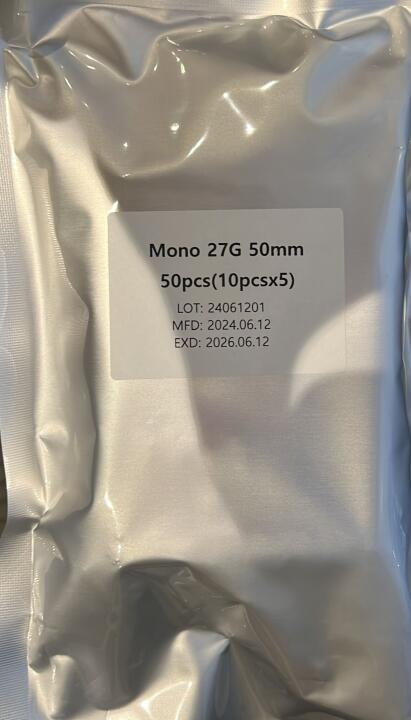 Mono 27G 50mm
50pcs(10pcsx5)
LOT: 24061201
MFD: 2024.06.12
EXD: 2026.06.12